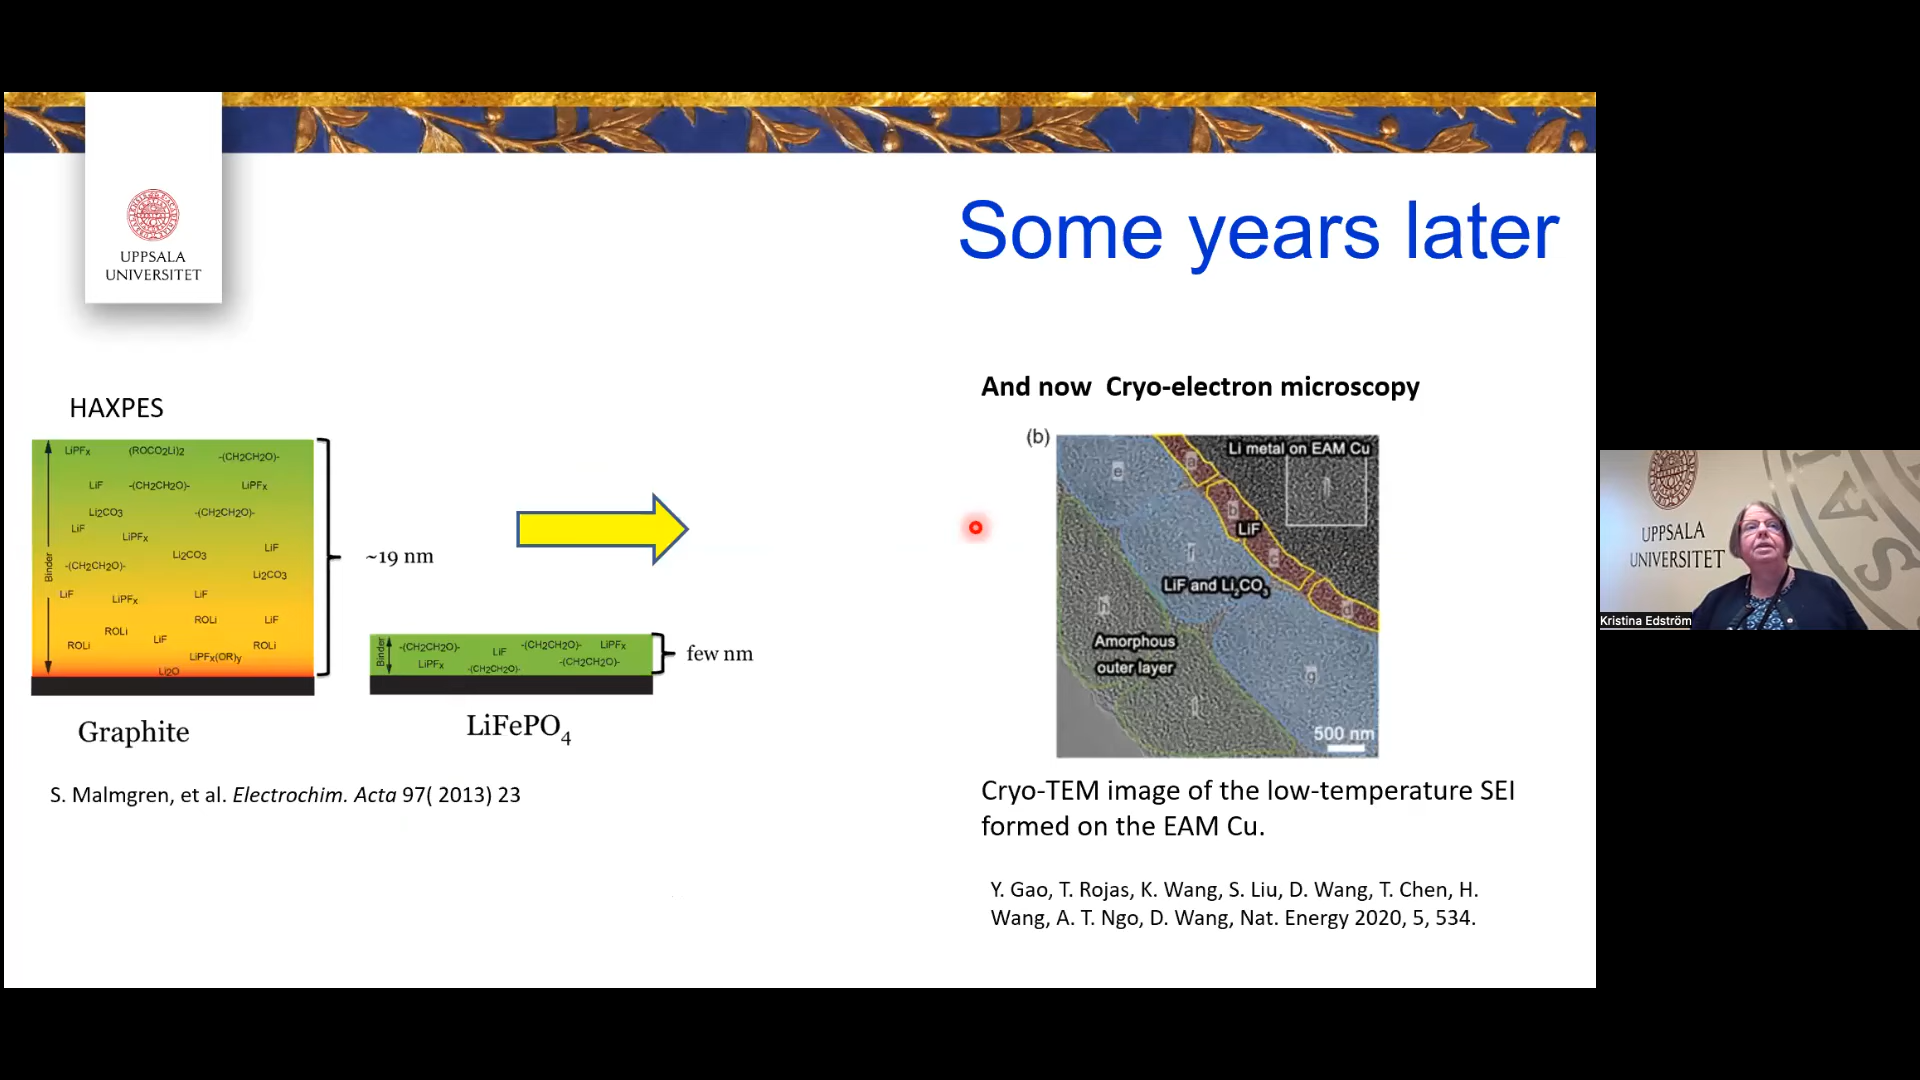 UPPSALA
UNIVERSITET
Some years later
HAXPES
LiPFx (ROCO2Li)2 -(CH2CH2O)-
LiF -(CH2CH2O)- LiPFx
Li2CO3 -(CH2CH2O)-
LiF LiPFx
Li2CO3 LiF
-(CH2CH2O)- Li2CO3
LiF LiPFx LiF
ROLi LiF
ROLi
ROLi LiF ROLi
LiPFx(OR)y
Li2O
Binder
~19 nm
Graphite
Binder
-(CH2CH2O)- LiF -(CH2CH2O)- LiPFx
LiPFx -(CH2CH2O)- -(CH2CH2O)-
few nm
LiFePO4
S. Malmgren, et al. Electrochim. Acta 97( 2013) 23
And now Cryo-electron microscopy
(b)
Li metal on EAM Cu
e
a
b
LiF
c
f
LiF and Li2CO3
d
h
Amorphous
outer layer
g
500 nm
Cryo-TEM image of the low-temperature SEI
formed on the EAM Cu.
Y. Gao, T. Rojas, K. Wang, S. Liu, D. Wang, T. Chen, H.
Wang, A. T. Ngo, D. Wang, Nat. Energy 2020, 5, 534.
UPPSALA
UNIVERSITET
Kristina Edström